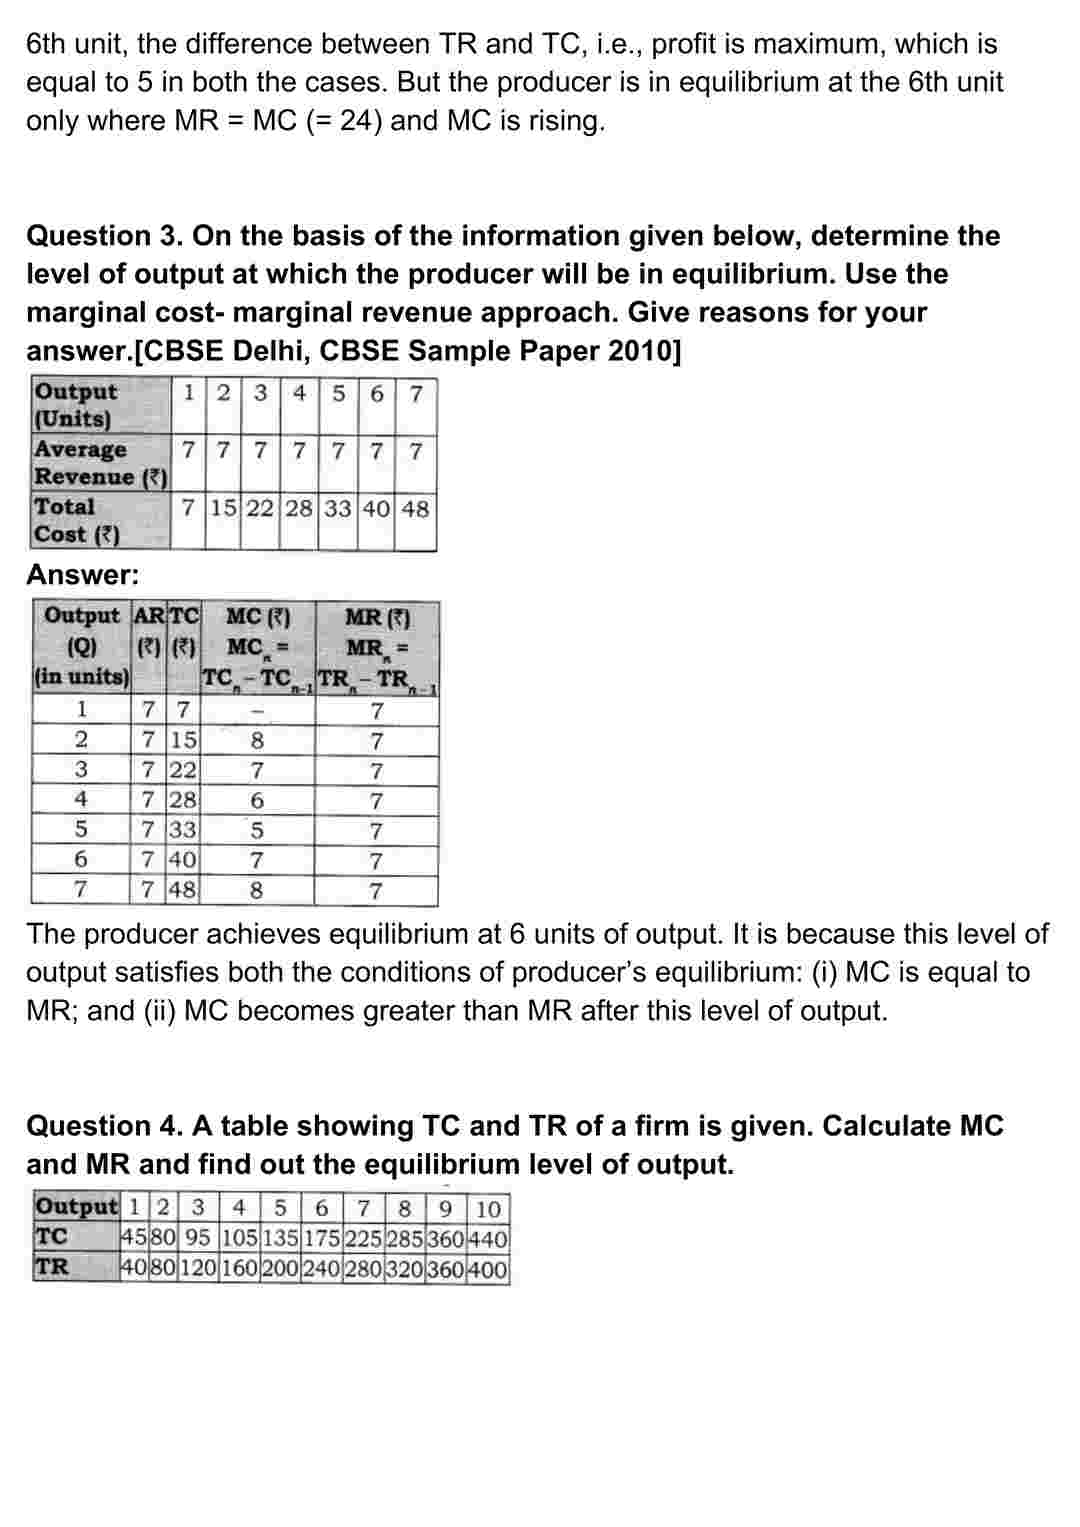 6th unit, the difference between TR and TC, i.e., profit is maximum, which is
equal to 5 in both the cases. But the producer is in equilibrium at the 6th unit
only where MR = MC (= 24) and MC is rising.
Question 3. On the basis of the information given below, determine the
level of output at which the producer will be in equilibrium. Use the
marginal cost- marginal revenue approach. Give reasons for your
answer.[CBSE Delhi, CBSE Sample Paper 2010]
Output (Units) 1 2 3 4 5 6 7
Average Revenue (₹) 7 7 7 7 7 7 7
Total Cost (₹) 7 15 22 28 33 40 48
Answer:
Output (Q) (in units) AR (₹) TC (₹) MC (₹) MCn = TCn – TCn-1 MR (₹) MRn = TRn – TRn-1
1 7 7 – 7
2 7 15 8 7
3 7 22 7 7
4 7 28 6 7
5 7 33 5 7
6 7 40 7 7
7 7 48 8 7
The producer achieves equilibrium at 6 units of output. It is because this level of
output satisfies both the conditions of producer’s equilibrium: (i) MC is equal to
MR; and (ii) MC becomes greater than MR after this level of output.
Question 4. A table showing TC and TR of a firm is given. Calculate MC
and MR and find out the equilibrium level of output.
Output 1 2 3 4 5 6 7 8 9 10
TC 45 80 95 105 135 175 225 285 360 440
TR 40 80 120 160 200 240 280 320 360 400